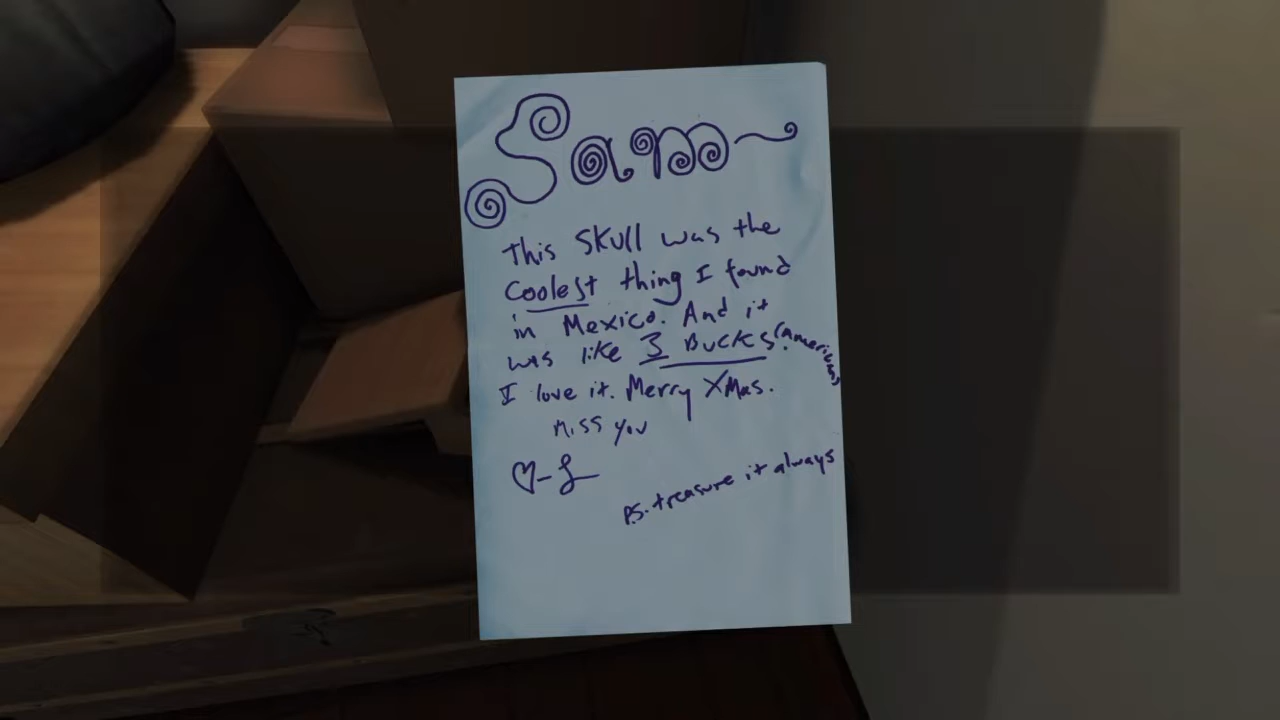 Sam~
This SKUll was the
coolest thing I found
in Mexico. And it
was like 3 BUCKS. (american)
I love it. Merry XMas.
miss you
♡-L
P.S. treasure it always